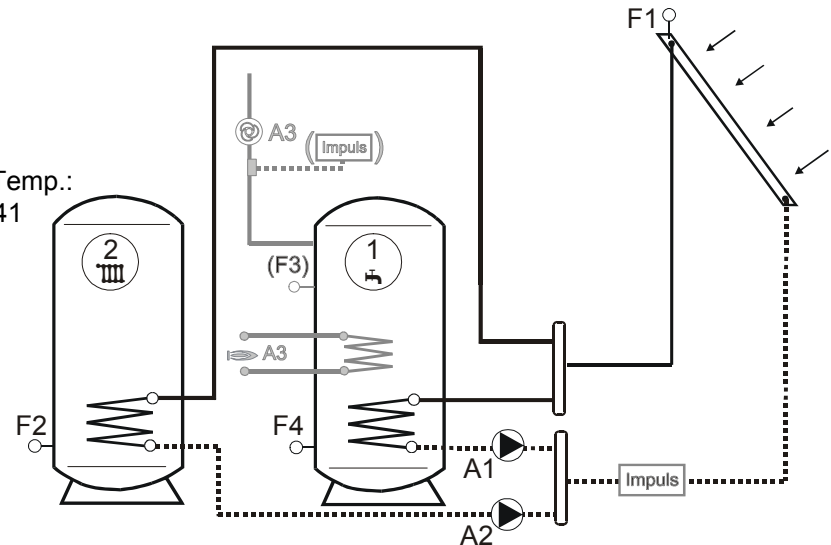 F1
A3
(Impuls)
Temp.:
41
2
1
(F3)
A3
F2
F4
A1
Impuls
A2